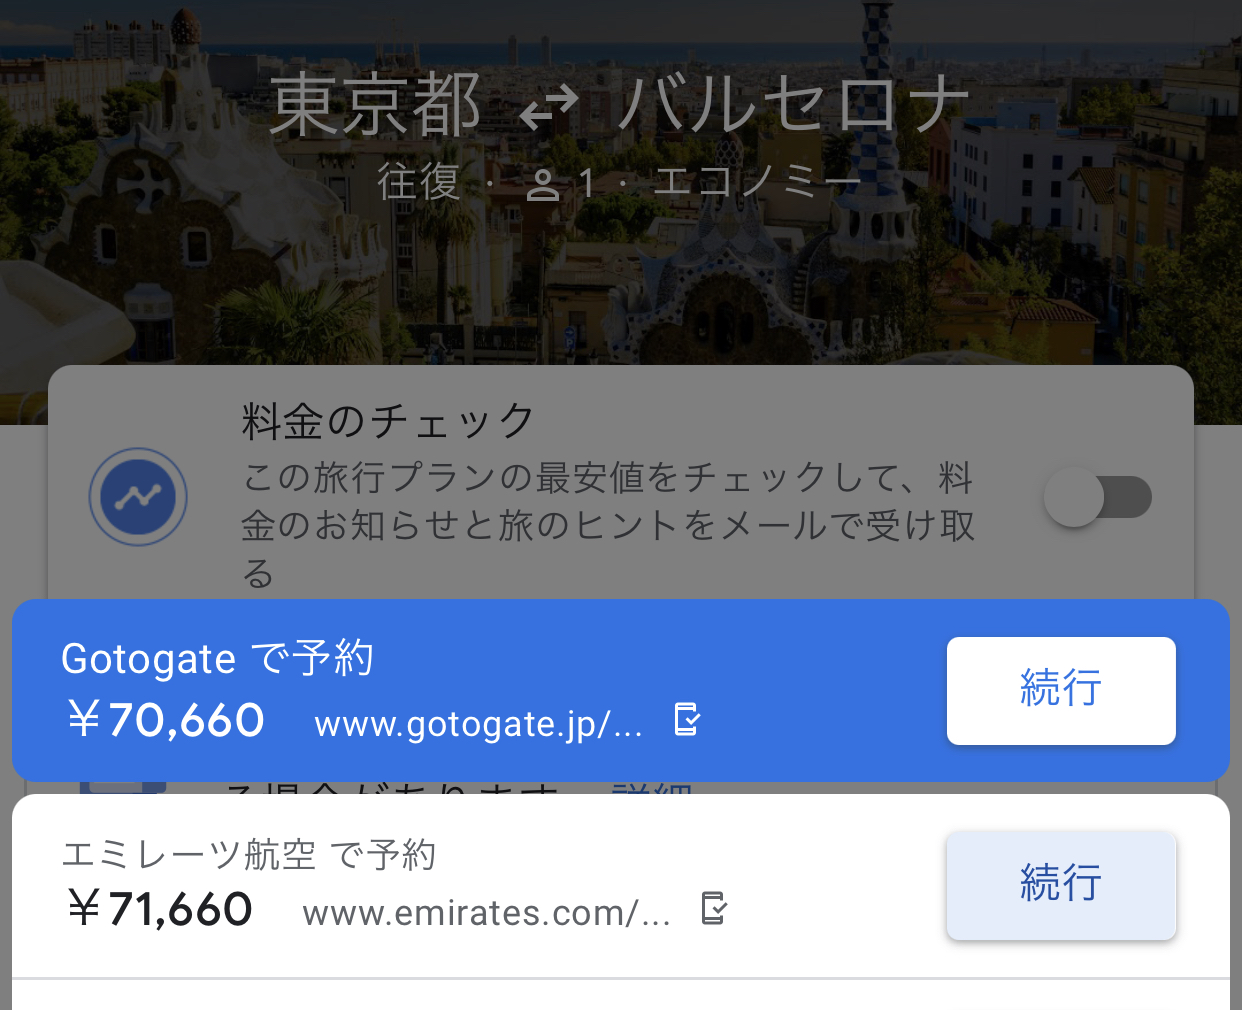 東京都 ⇄ バルセロナ
往復 · 1 · エコノミー
料金のチェック
この旅行プランの最安値をチェックして、料
金のお知らせと旅のヒントをメールで受け取
る
Gotogate で予約
￥70,660 www.gotogate.jp/...
続行
る場合があります。 詳細
エミレーツ航空 で予約
￥71,660 www.emirates.com/...
続行